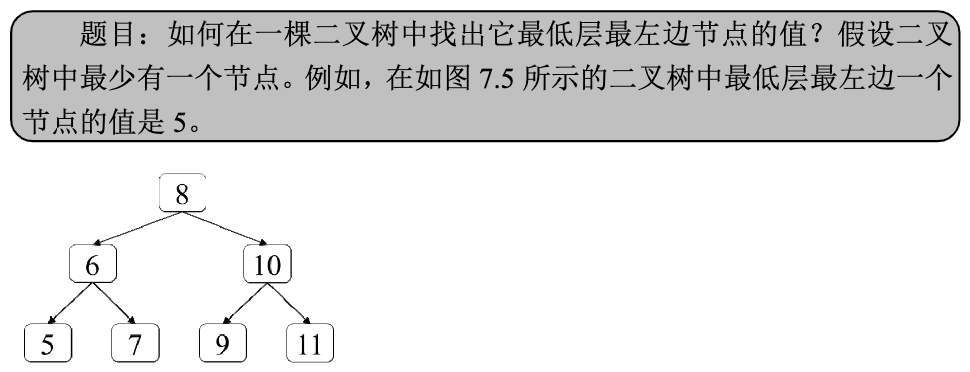 题目：如何在一棵二叉树中找出它最低层最左边节点的值？假设二叉
树中最少有一个节点。例如，在如图 7.5 所示的二叉树中最低层最左边一个
节点的值是 5。
8
6 10
5 7 9 11